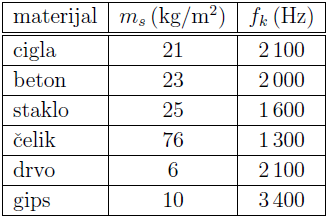 materijal m_s (kg/m²) f_k (Hz)
cigla 21 2 100
beton 23 2 000
staklo 25 1 600
čelik 76 1 300
drvo 6 2 100
gips 10 3 400